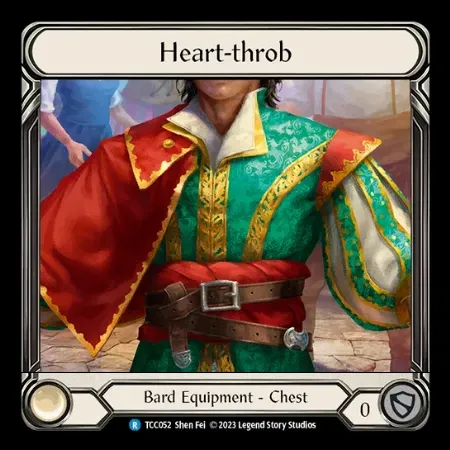 Heart-throb
Bard Equipment - Chest
0
R TCC052 Shen Fei © 2023 Legend Story Studios